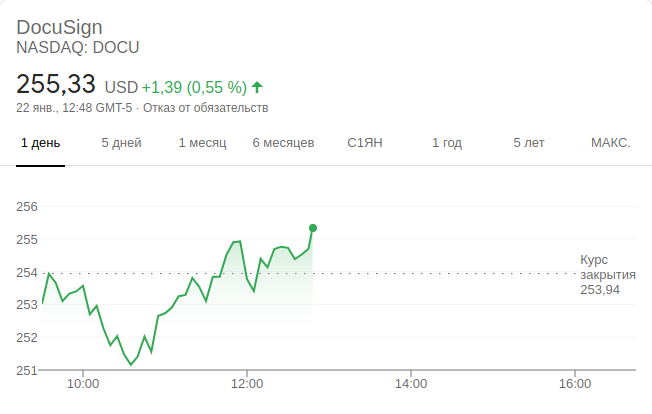 DocuSign
NASDAQ: DOCU
255,33 USD +1,39 (0,55 %)
22 янв., 12:48 GMT-5 · Отказ от обязательств
1 день 5 дней 1 месяц 6 месяцев С1ЯН 1 год 5 лет МАКС.
256
255
254
253
252
251
Курс
закрытия
253,94
10:00 12:00 14:00 16:00